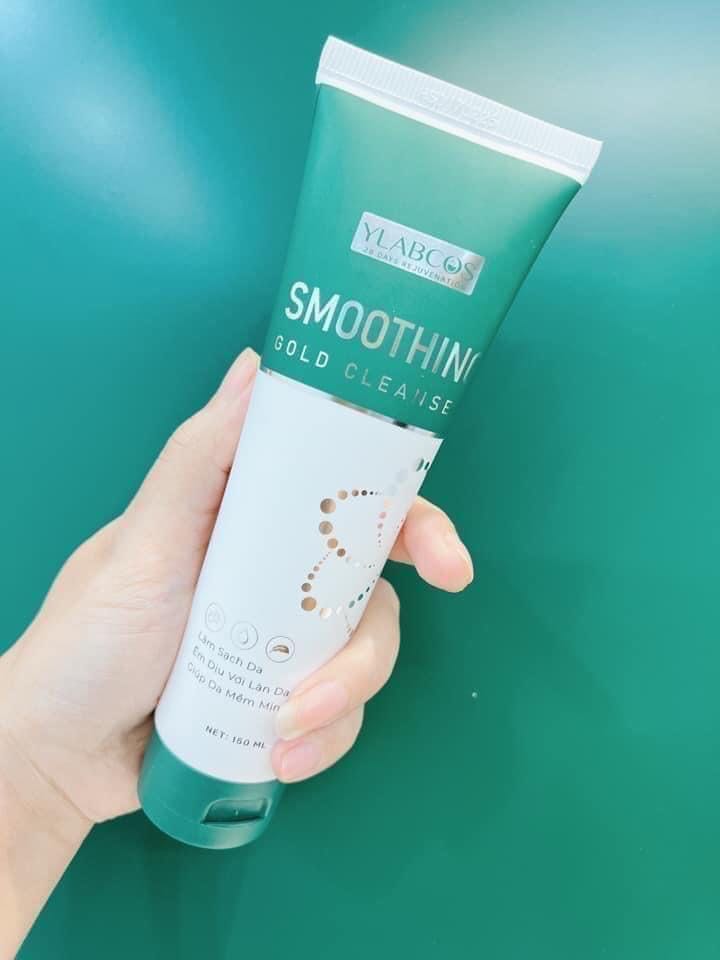 YLABCOS
28 DAYS REJUVENATION
SMOOTHING
GOLD CLEANSE
Làm Sạch Da
Êm Dịu Với Làn Da
Giúp Da Mềm Mịn
NET: 150 ML